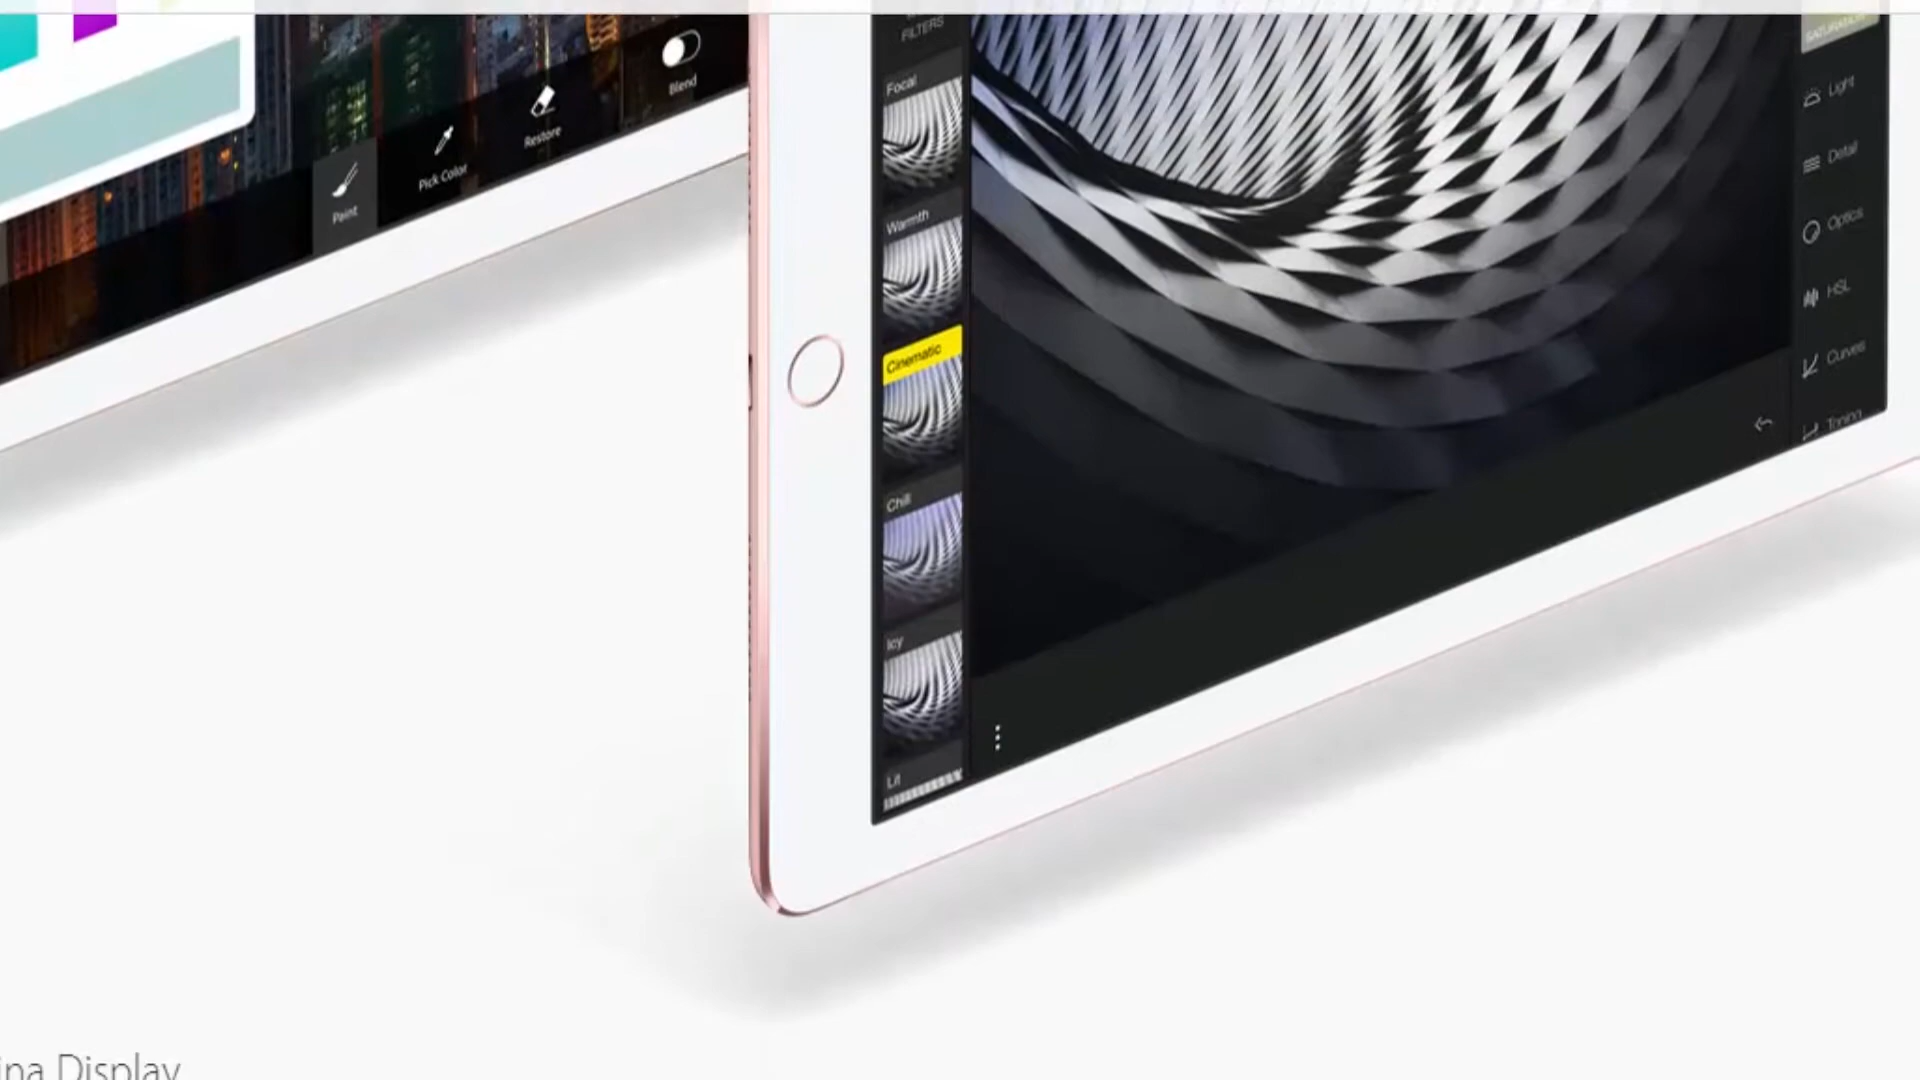 Blend
Restore
Pick Color
Paint
FILTERS
Focal
Warmth
Cinematic
Chill
Icy
Lit
SATURATION
Light
Detail
Optics
HSL
Curves
Toning
ina Display